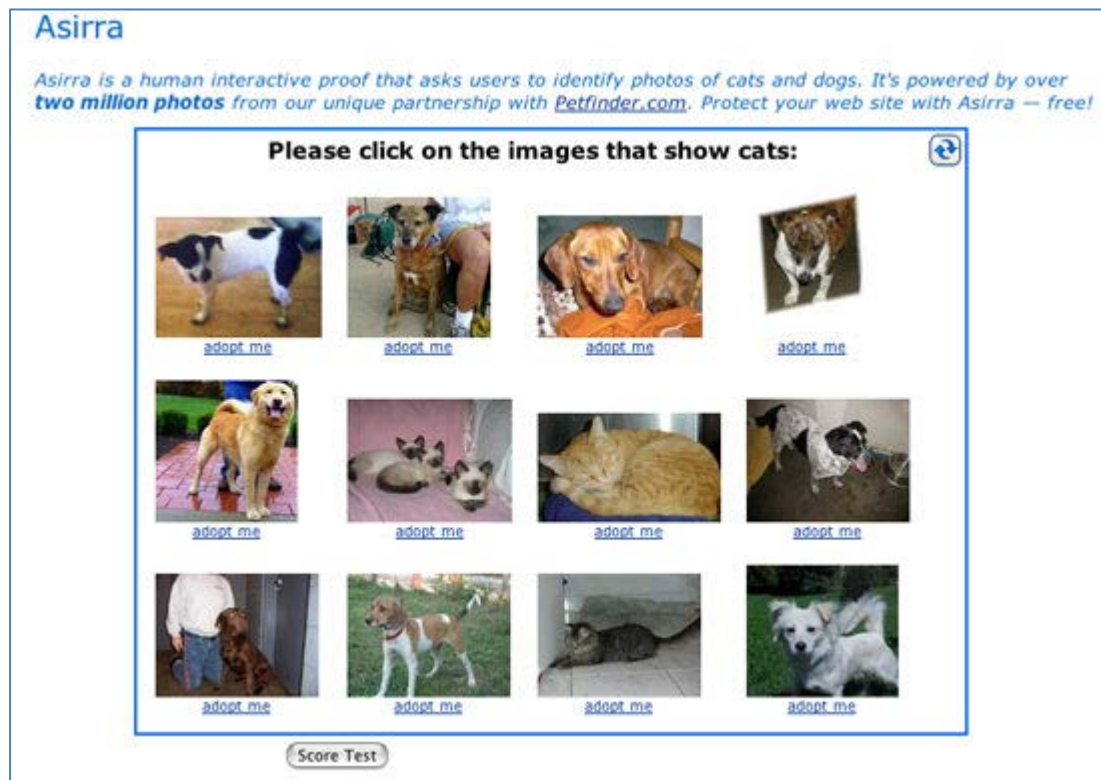 Asirra
Asirra is a human interactive proof that asks users to identify photos of cats and dogs. It's powered by over
two million photos from our unique partnership with Petfinder.com. Protect your web site with Asirra — free!
Please click on the images that show cats:
adopt me adopt me adopt me adopt me
adopt me adopt me adopt me adopt me
adopt me adopt me adopt me adopt me
Score Test